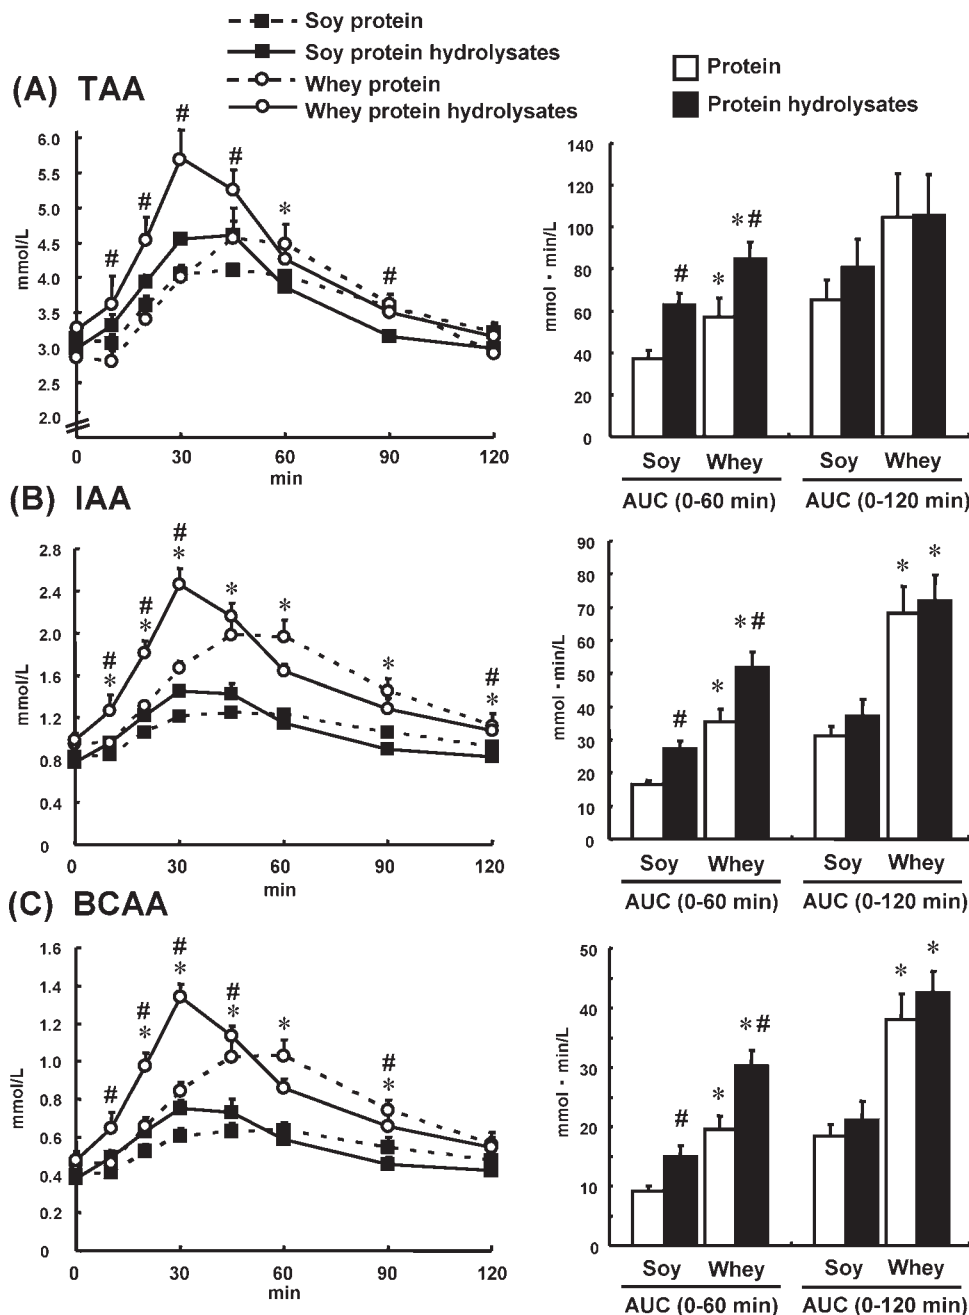 Soy protein
Soy protein hydrolysates
Whey protein
Whey protein hydrolysates
Protein
Protein hydrolysates
(A) TAA
mmol/L
6.0
5.5
5.0
4.5
4.0
3.5
3.0
2.5
2.0
# # # # * #
0 30 60 90 120
min
mmol · min/L
140
120
100
80
60
40
20
0
# * *#
Soy Whey Soy Whey
AUC (0-60 min) AUC (0-120 min)
(B) IAA
mmol/L
2.8
2.4
2.0
1.6
1.2
0.8
0.4
0
# # # #
* * * * * * *
0 30 60 90 120
min
mmol · min/L
90
80
70
60
50
40
30
20
10
0
# * *# * *
Soy Whey Soy Whey
AUC (0-60 min) AUC (0-120 min)
(C) BCAA
mmol/L
1.6
1.4
1.2
1.0
0.8
0.6
0.4
0.2
0
# # # # #
* * * * *
0 30 60 90 120
min
mmol · min/L
50
40
30
20
10
0
# * *# * *
Soy Whey Soy Whey
AUC (0-60 min) AUC (0-120 min)